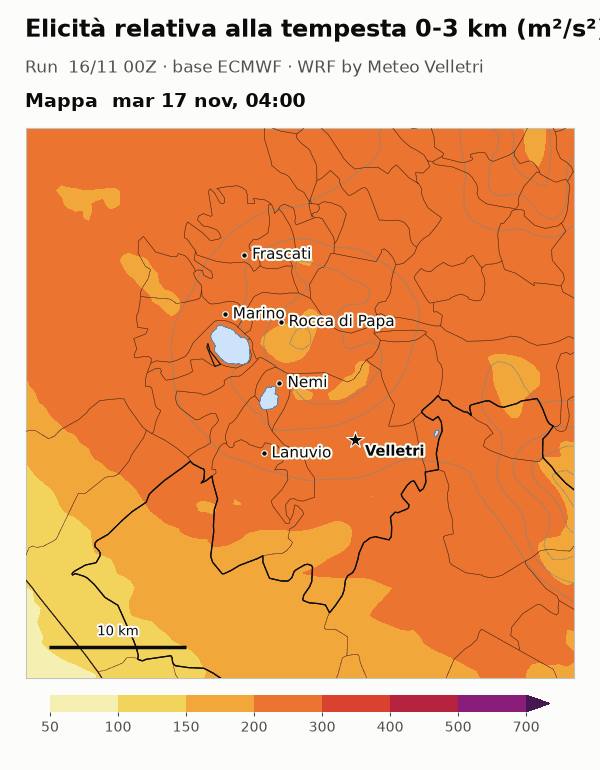 Elicità relativa alla tempesta 0-3 km (m²/s²)
Run 16/11 00Z · base ECMWF · WRF by Meteo Velletri
Mappa mar 17 nov, 04:00
Frascati
Marino
Rocca di Papa
Nemi
Lanuvio
Velletri
10 km
50 100 150 200 300 400 500 700